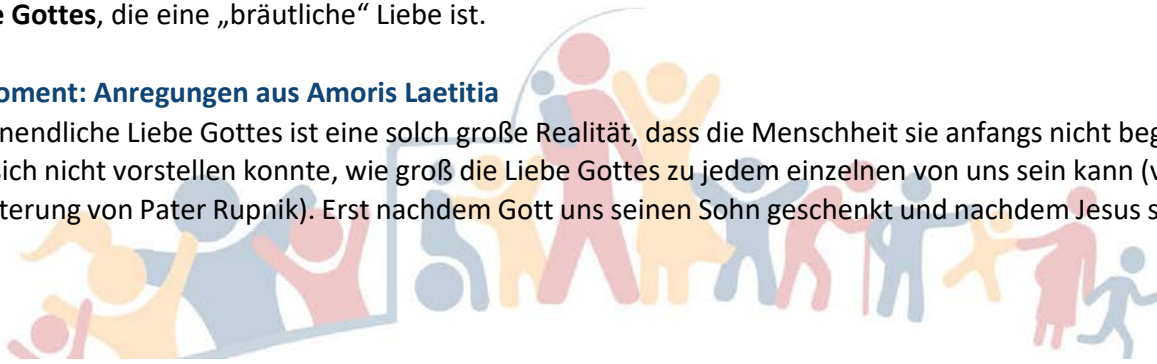 e Gottes, die eine „bräutliche“ Liebe ist.
oment: Anregungen aus Amoris Laetitia
nendliche Liebe Gottes ist eine solch große Realität, dass die Menschheit sie anfangs nicht beg
sich nicht vorstellen konnte, wie groß die Liebe Gottes zu jedem einzelnen von uns sein kann (v
terung von Pater Rupnik). Erst nachdem Gott uns seinen Sohn geschenkt und nachdem Jesus s